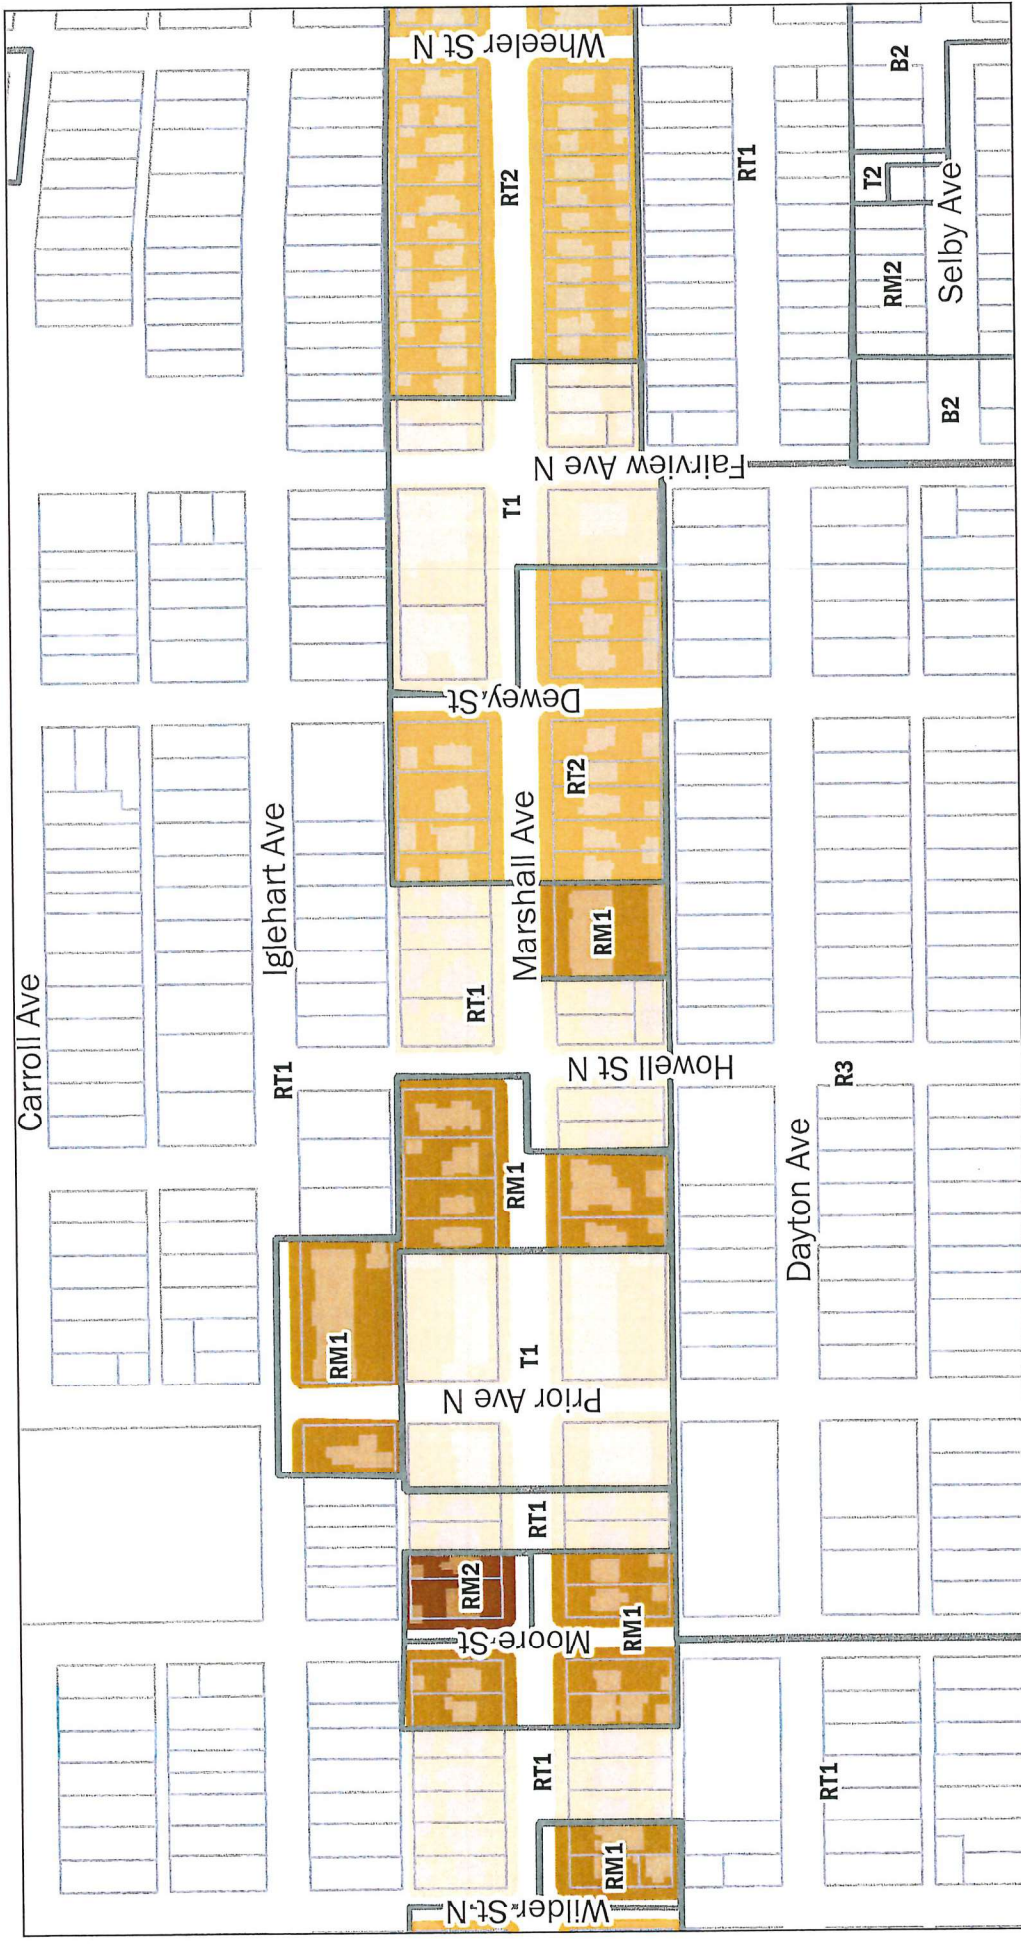 Carroll Ave
RT1
Iglehart Ave
Wilder St N
RM1
RT1
Moore St
RM1
RM2
RT1
RM1
Prior Ave N
T1
RM1
Howell St N
RT1
RM1
Marshall Ave
RT2
Dewey St
T1
Fairview Ave N
RT2
Wheeler St N
RT1
Dayton Ave
R3
RT1
B2
RM2
T2
B2
Selby Ave